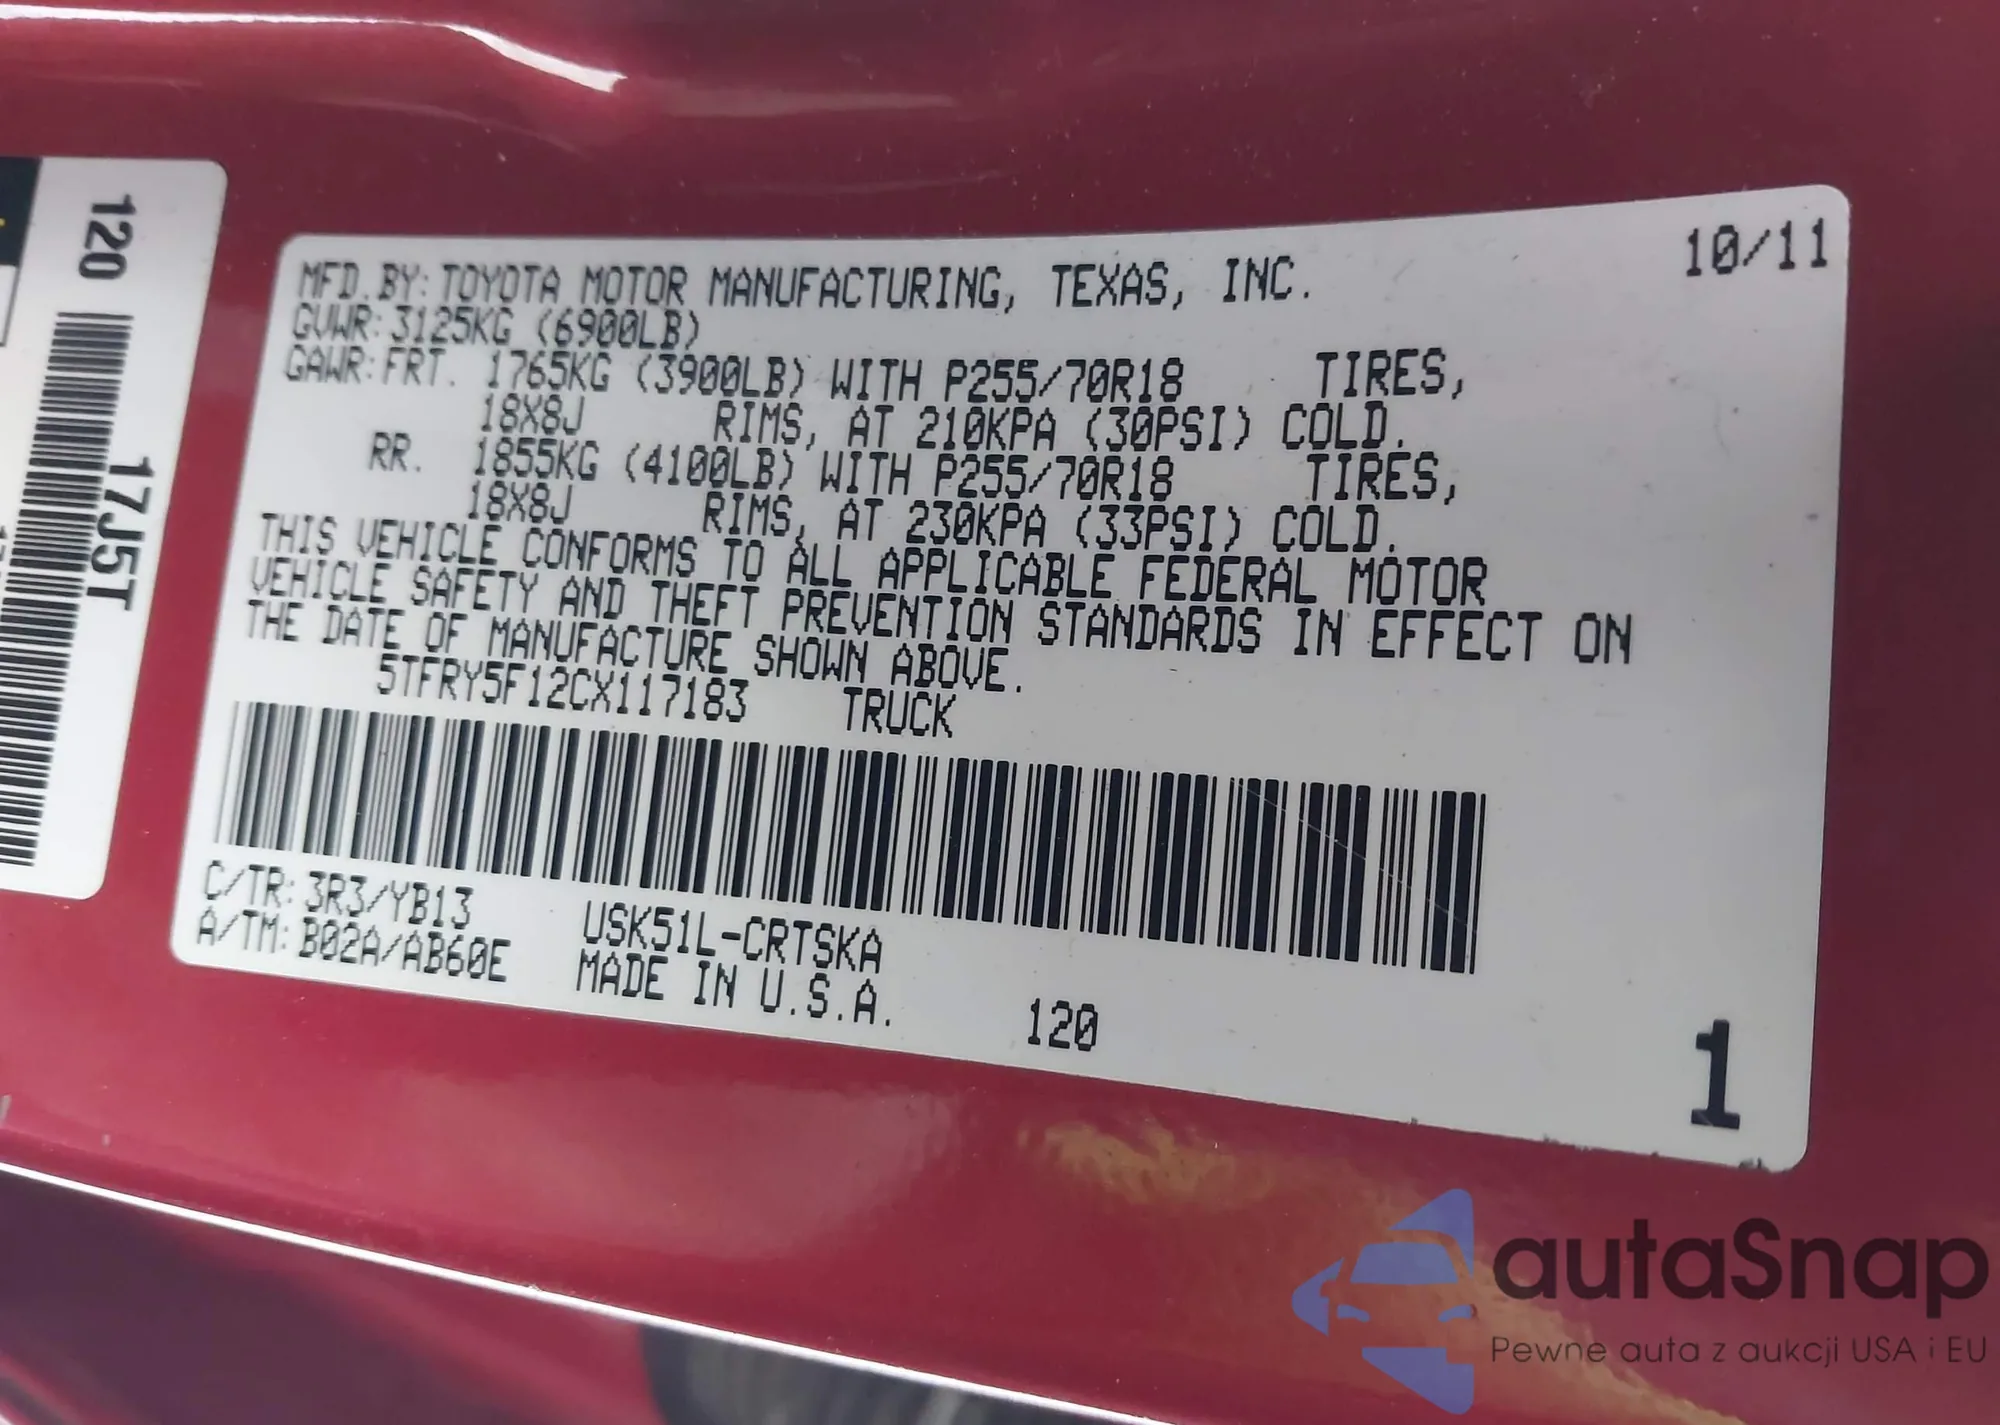 120
17J5T
10/11
MFD.BY:TOYOTA MOTOR MANUFACTURING, TEXAS, INC.
GVWR:3125KG (6900LB)
GAWR:FRT. 1765KG (3900LB) WITH P255/70R18 TIRES,
18X8J RIMS, AT 210KPA (30PSI) COLD.
RR. 1855KG (4100LB) WITH P255/70R18 TIRES,
18X8J RIMS, AT 230KPA (33PSI) COLD.
THIS VEHICLE CONFORMS TO ALL APPLICABLE FEDERAL MOTOR
VEHICLE SAFETY AND THEFT PREVENTION STANDARDS IN EFFECT ON
THE DATE OF MANUFACTURE SHOWN ABOVE.
5TFRY5F12CX117183 TRUCK
C/TR:3R3/YB13 USK51L-CRTSKA
A/TM:B02A/AB60E MADE IN U.S.A.
120
1
autaSnap
Pewne auta z aukcji USA i EU